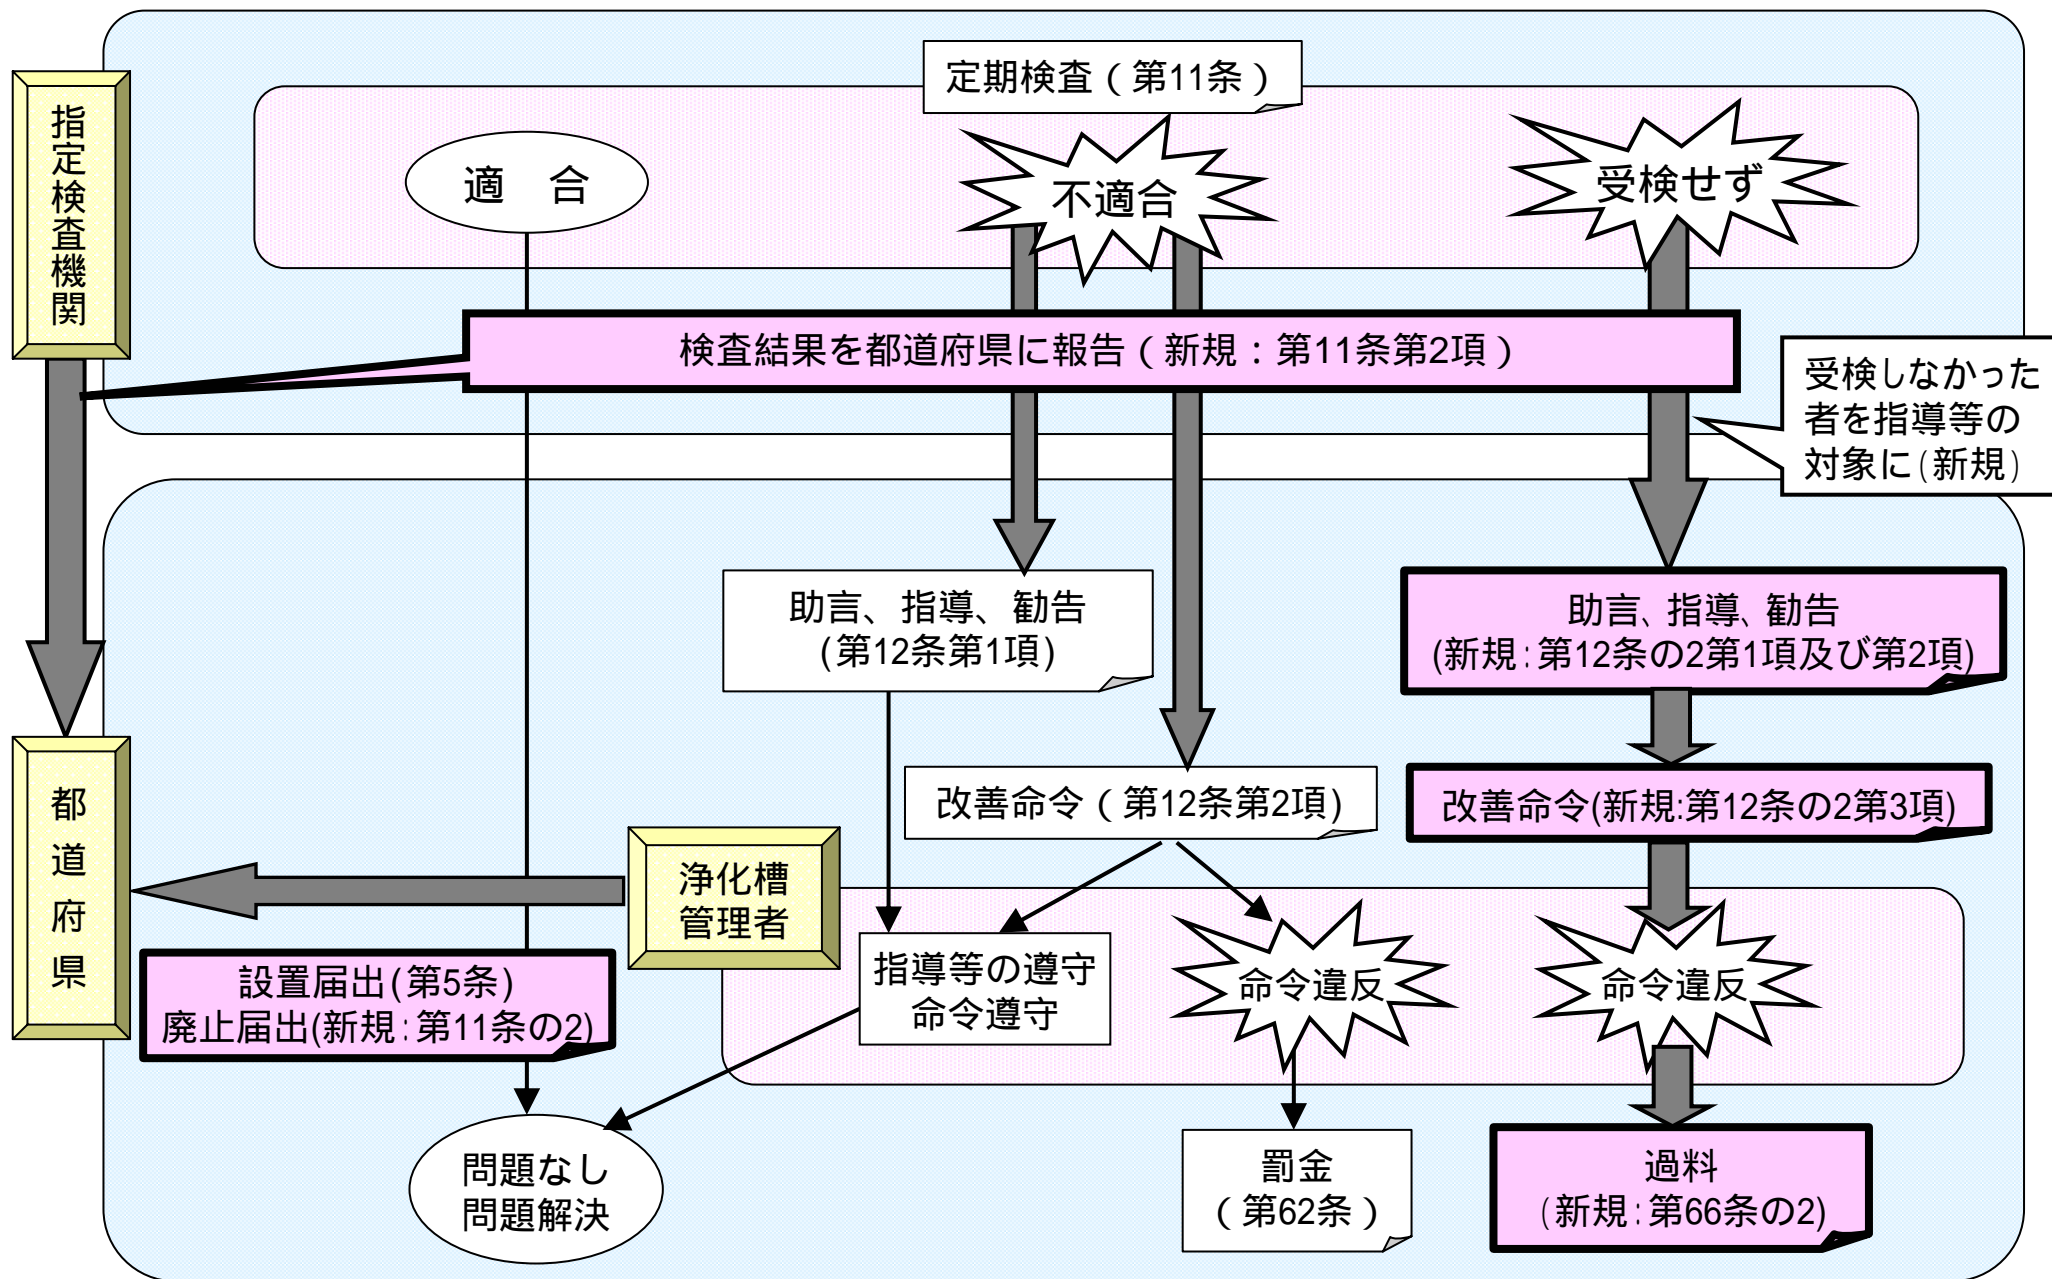 定期検査（第11条）
指定検査機関
適　合
不適合
受検せず
検査結果を都道府県に報告（新規：第11条第2項）
受検しなかった
者を指導等の
対象に(新規)
助言、指導、勧告
(第12条第1項)
助言、指導、勧告
(新規:第12条の2第1項及び第2項)
都道府県
改善命令（第12条第2項)
改善命令(新規:第12条の2第3項)
浄化槽
管理者
設置届出(第5条)
廃止届出(新規:第11条の2)
指導等の遵守
命令遵守
命令違反
命令違反
問題なし
問題解決
罰金
（第62条）
過料
(新規:第66条の2)